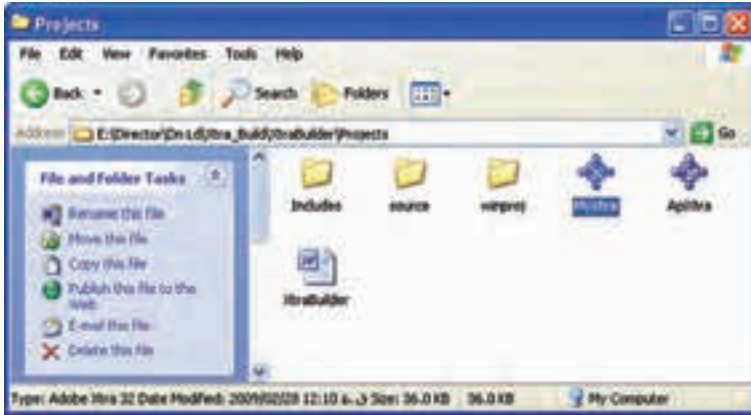 Projects
File Edit View Favorites Tools Help
Back Search Folders
Address E:\Director\On Ld\Xtra_Build\XtraBuilder\Projects Go
File and Folder Tasks
Rename this file
Move this file
Copy this file
Publish this file to the
Web
E-mail this file
Delete this file
Includes source winproj MyXtra ApiXtra
XtraBuilder
Type: Adobe Xtra 32 Date Modified: 2009/02/28 12:10 ق.ظ Size: 36.0 KB 36.0 KB My Computer